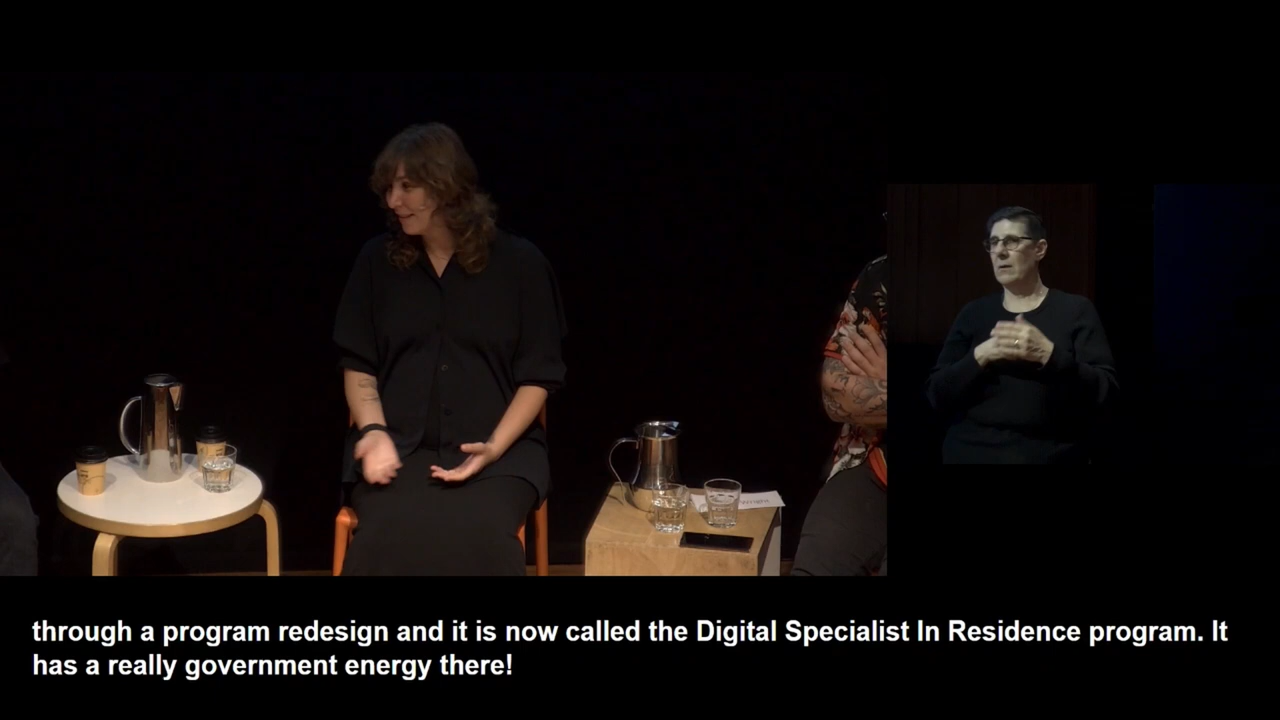 through a program redesign and it is now called the Digital Specialist In Residence program. It
has a really government energy there!